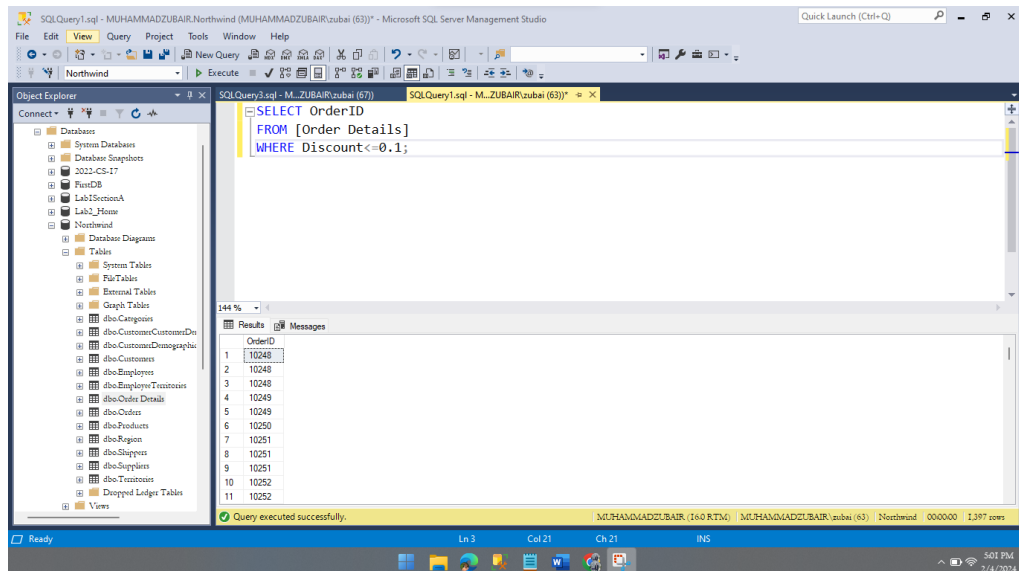 SQLQuery1.sql - MUHAMMADZUBAIR.Northwind (MUHAMMADZUBAIR\zubai (63))* - Microsoft SQL Server Management Studio
Quick Launch (Ctrl+Q)
File Edit View Query Project Tools Window Help
New Query
Northwind
Execute
Object Explorer
SQLQuery3.sql - M...ZUBAIR\zubai (67))
SQLQuery1.sql - M...ZUBAIR\zubai (63))*
Connect
Databases
System Databases
Database Snapshots
2022-CS-17
FirstDB
Lab1SectionA
Lab2_Home
Northwind
Database Diagrams
Tables
System Tables
FileTables
External Tables
Graph Tables
dbo.Categories
dbo.CustomerCustomerDe
dbo.CustomerDemographic
dbo.Customers
dbo.Employees
dbo.EmployeeTerritories
dbo.Order Details
dbo.Orders
dbo.Products
dbo.Region
dbo.Shippers
dbo.Suppliers
dbo.Territories
Dropped Ledger Tables
Views
SELECT OrderID
FROM [Order Details]
WHERE Discount<=0.1;
144 %
Results Messages
OrderID
1 10248
2 10248
3 10248
4 10249
5 10249
6 10250
7 10251
8 10251
9 10251
10 10252
11 10252
Query executed successfully.
MUHAMMADZUBAIR (16.0 RTM) MUHAMMADZUBAIR\zubai (63) Northwind 00:00:00 1,397 rows
Ready Ln 3 Col 21 Ch 21 INS
5:01 PM
2/4/2024